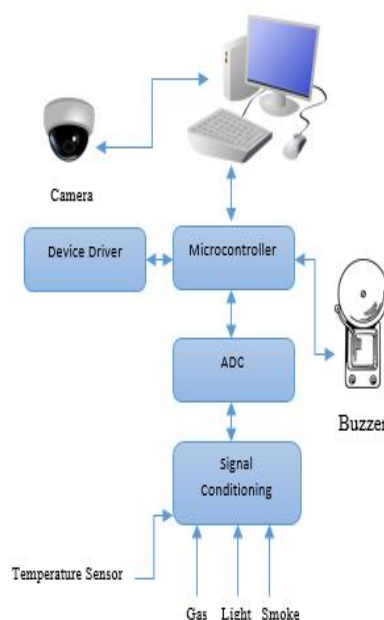 Camera
Device Driver
Microcontroller
ADC
Buzzer
Signal
Conditioning
Temperature Sensor
Gas Light Smoke